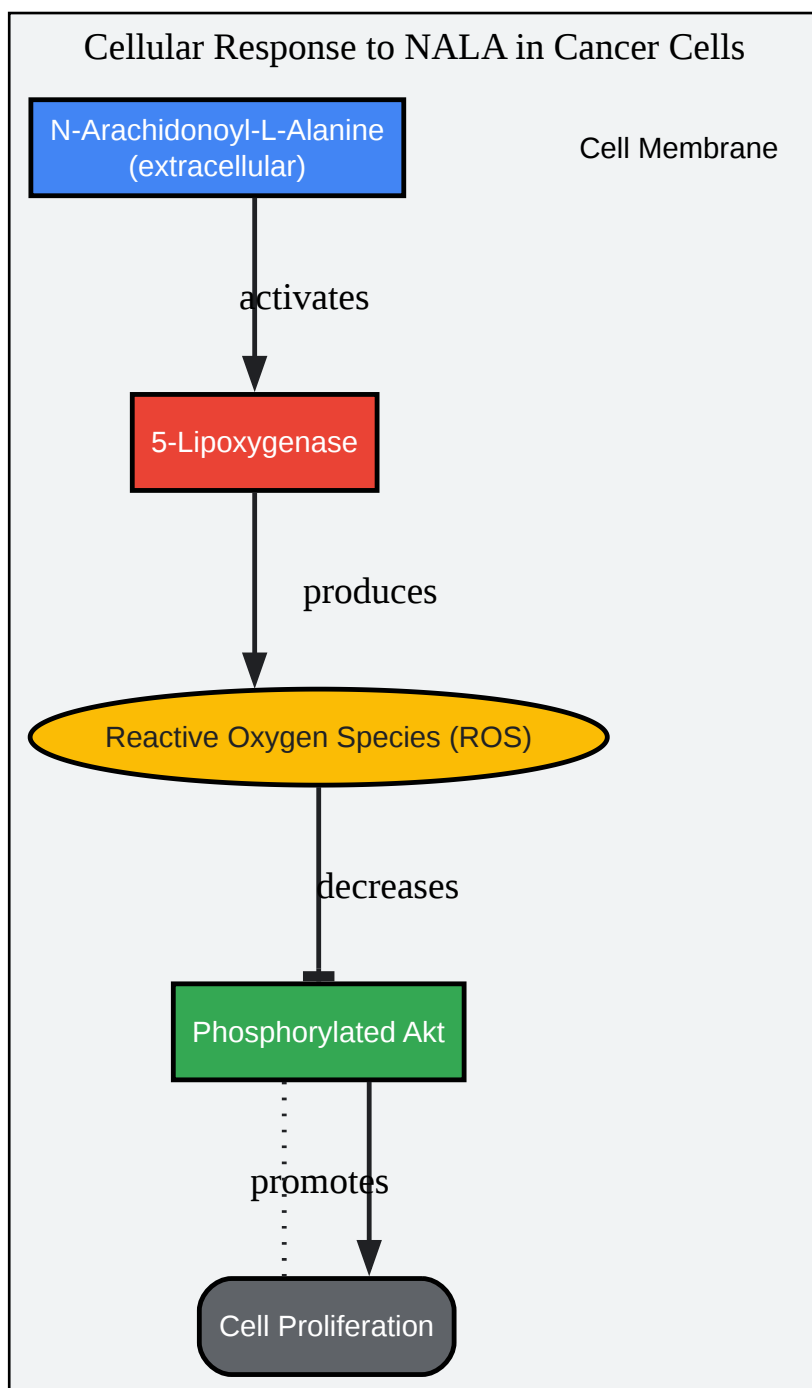 Cellular Response to NALA in Cancer Cells
N-Arachidonoyl-L-Alanine
(extracellular)
Cell Membrane
activates
5-Lipoxygenase
produces
Reactive Oxygen Species (ROS)
decreases
Phosphorylated Akt
promotes
Cell Proliferation